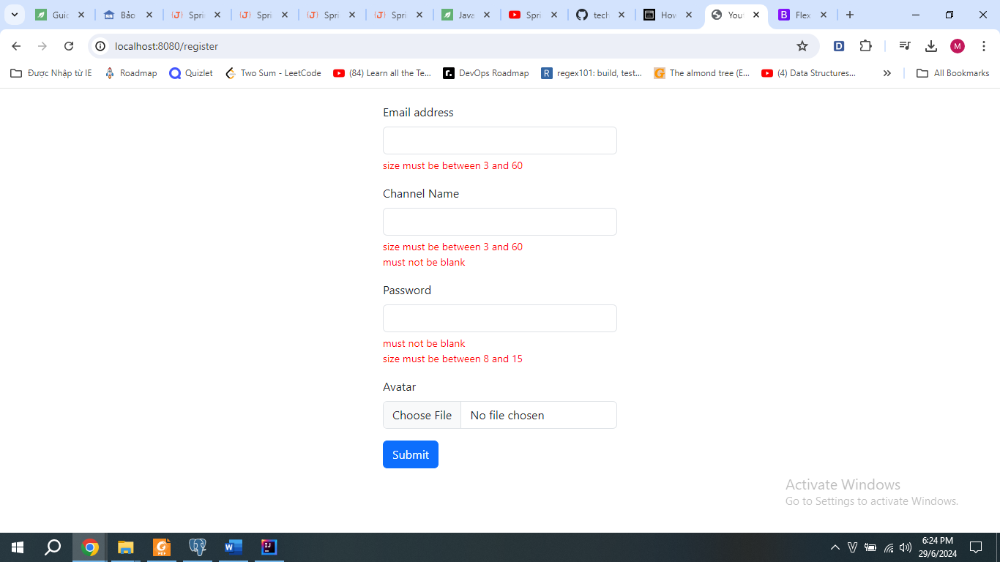 Guic
Bảo
Spri
Spri
Spri
Spri
Java
Spri
tech
How
You
Flex
localhost:8080/register
M
Được Nhập từ IE
Roadmap
Quizlet
Two Sum - LeetCode
(84) Learn all the Te...
DevOps Roadmap
regex101: build, test...
The almond tree (E...
(4) Data Structures...
All Bookmarks
Email address
size must be between 3 and 60
Channel Name
size must be between 3 and 60
must not be blank
Password
must not be blank
size must be between 8 and 15
Avatar
Choose File No file chosen
Submit
Activate Windows
Go to Settings to activate Windows.
6:24 PM
29/6/2024